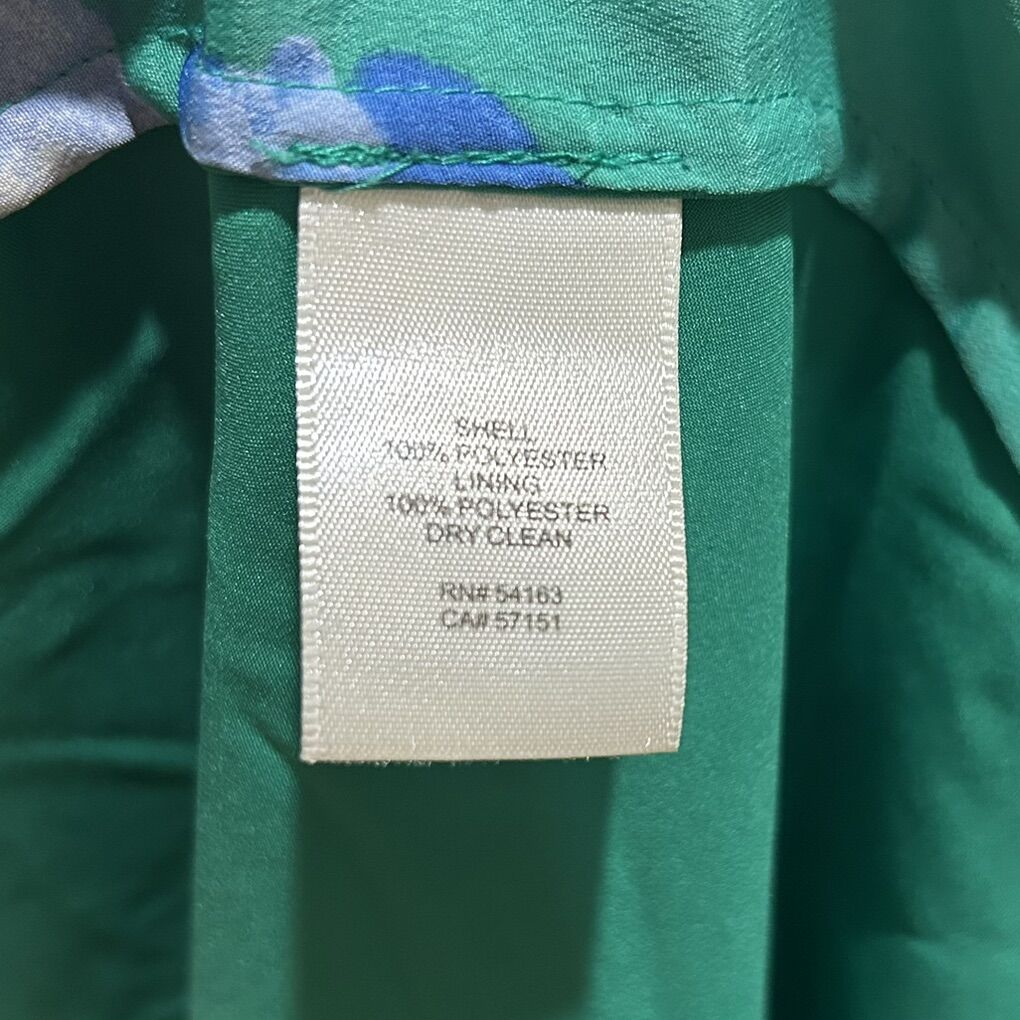 SHELL
100% POLYESTER
LINING
100% POLYESTER
DRY CLEAN
RN# 54163
CA# 57151